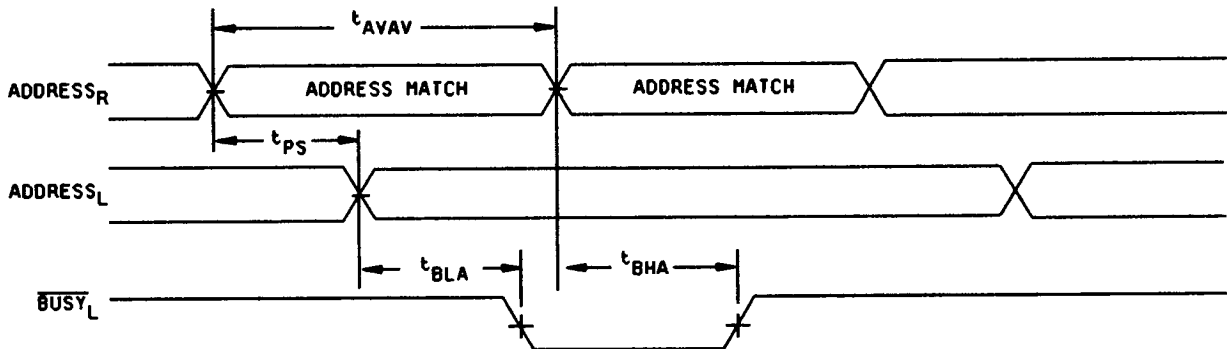 tAVAV
ADDRESSR
ADDRESS MATCH
ADDRESS MATCH
tPS
ADDRESSL
tBLA
tBHA
BUSYL